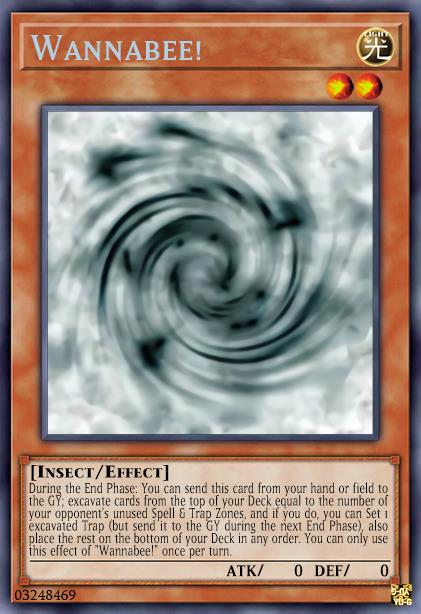 WANNABEE!
LIGHT
光
[INSECT/EFFECT]
During the End Phase: You can send this card from your hand or field to
the GY; excavate cards from the top of your Deck equal to the number of
your opponent's unused Spell & Trap Zones, and if you do, you can Set 1
excavated Trap (but send it to the GY during the next End Phase), also
place the rest on the bottom of your Deck in any order. You can only use
this effect of "Wannabee!" once per turn.
ATK/ 0 DEF/ 0
03248469